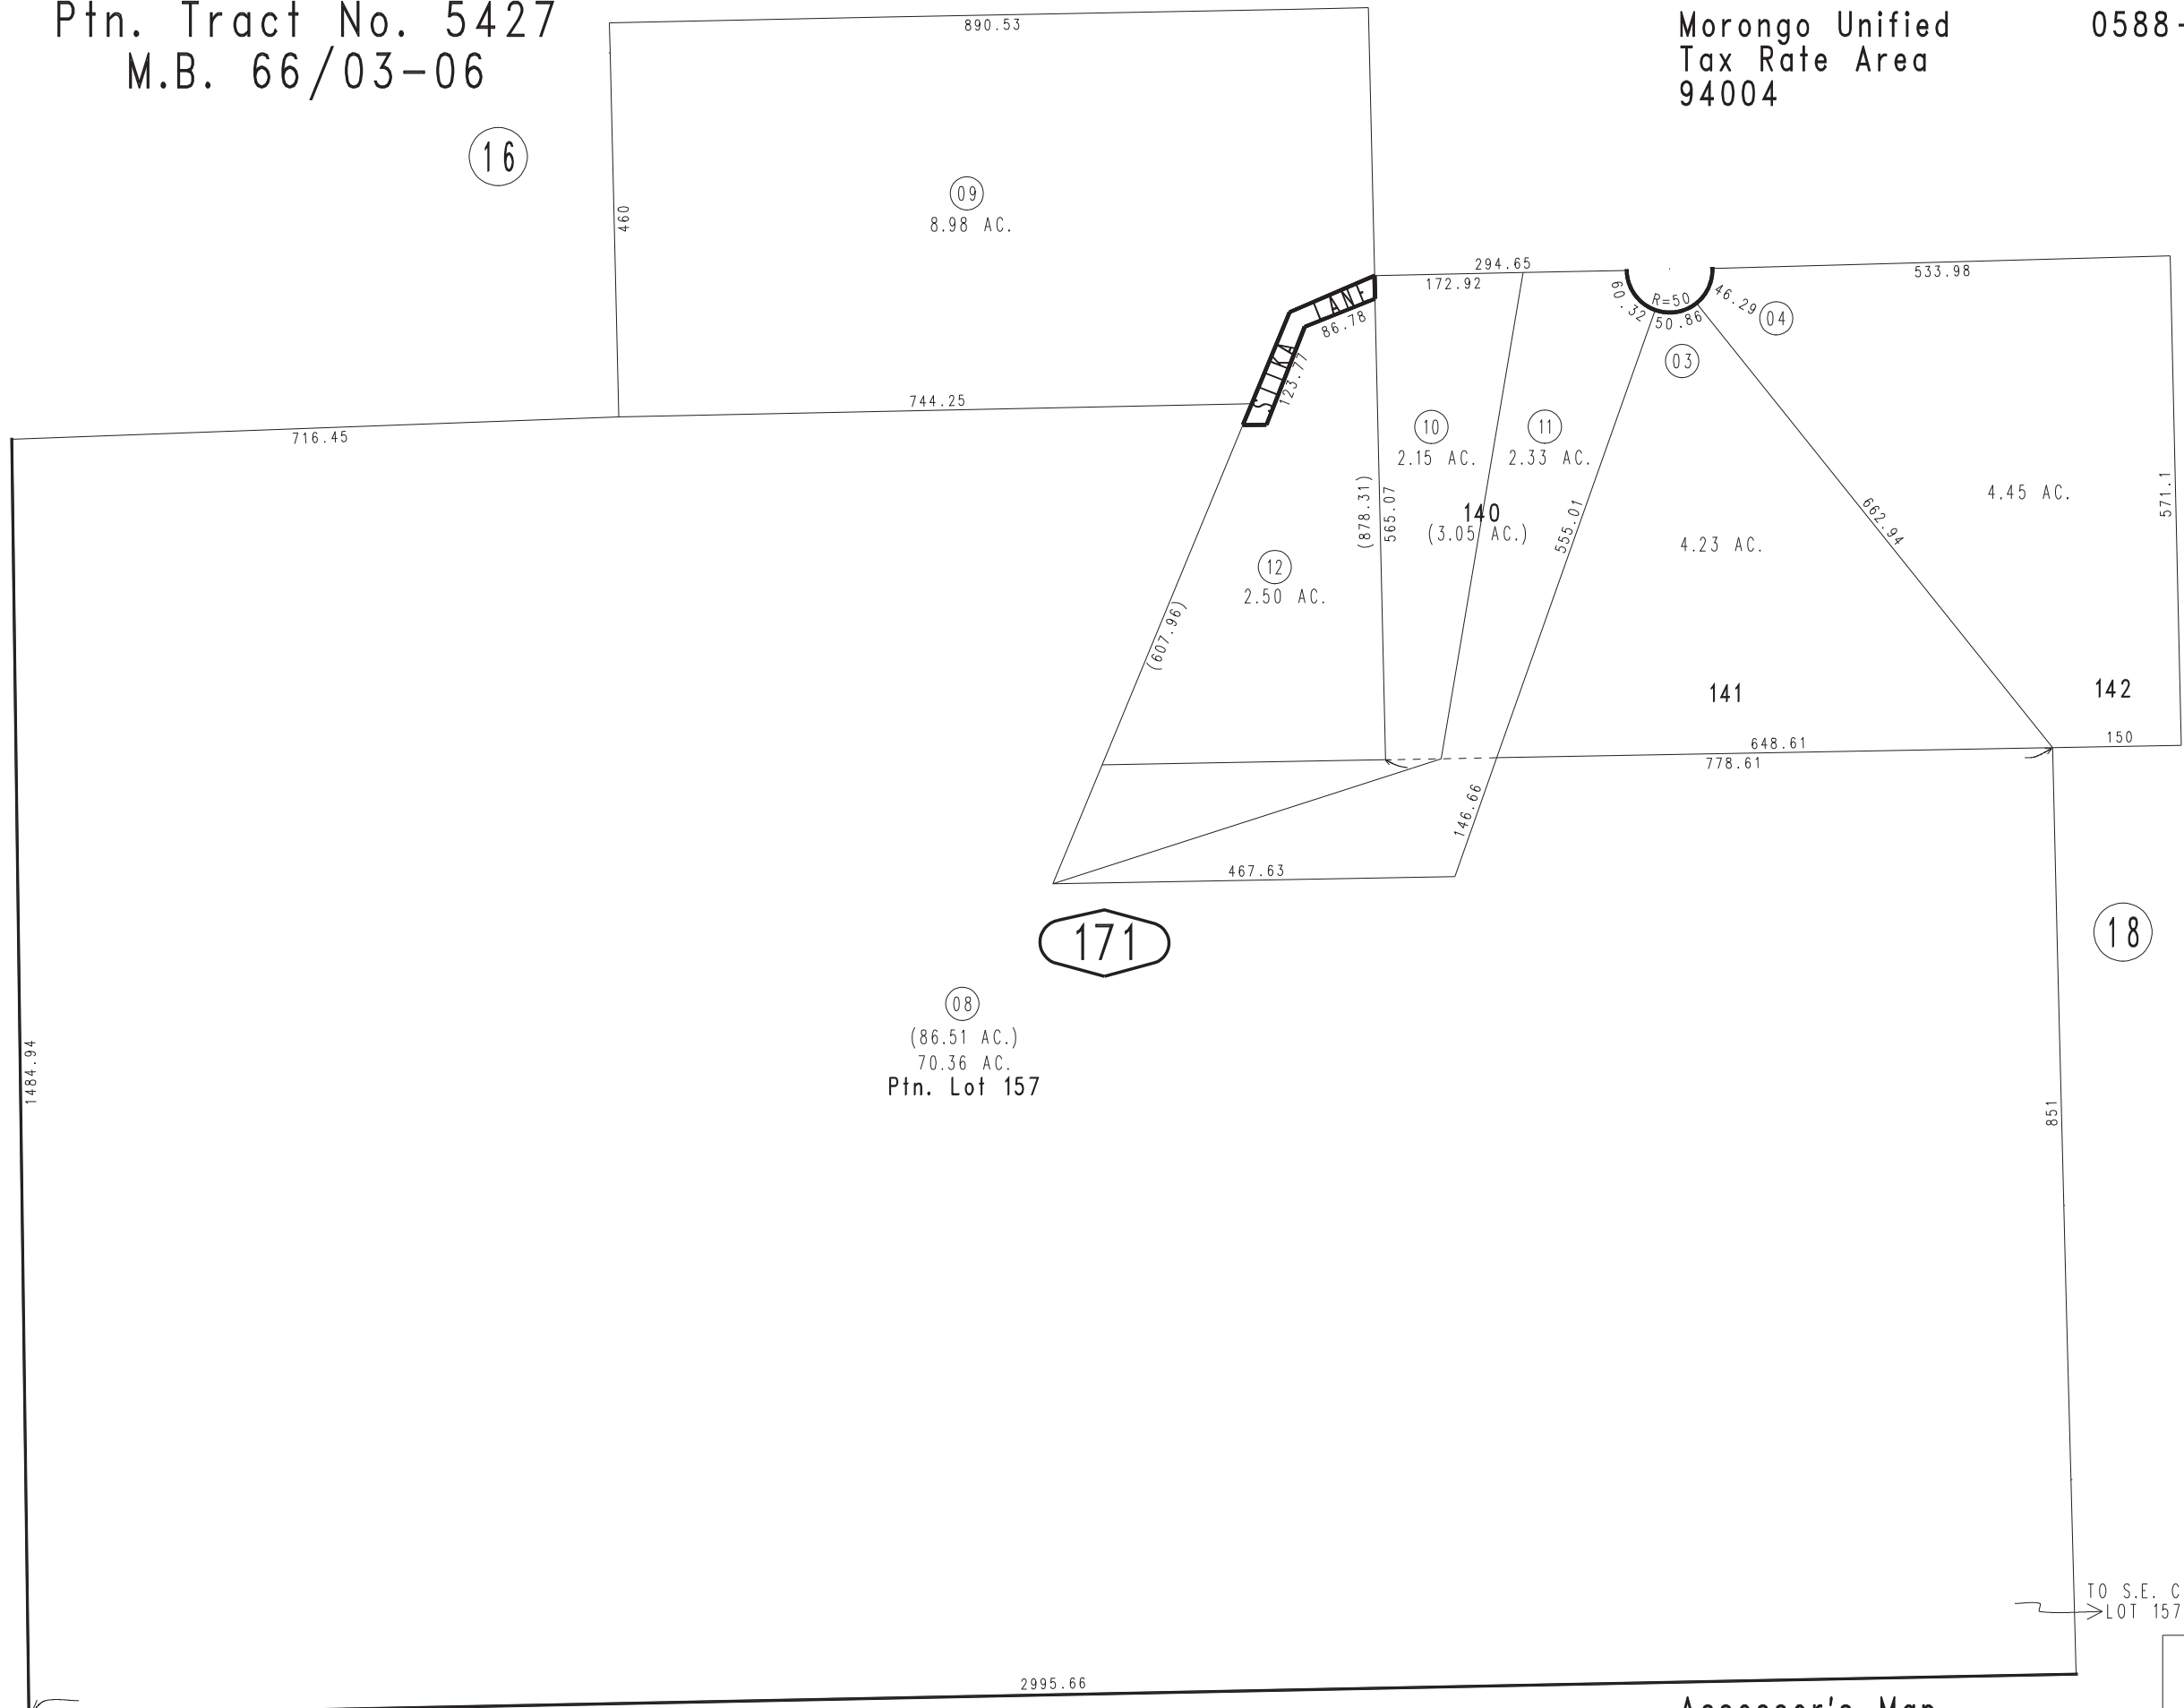 Ptn. Tract No. 5427
M.B. 66/03-06
Morongo Unified
Tax Rate Area
94004
0588-
890.53
16
09
8.98 AC.
460
294.65
172.92
533.98
R=50
60.32
50.86
46.29
04
03
SITKA LANE
86.78
123.77
744.25
716.45
10
2.15 AC.
11
2.33 AC.
140
(3.05 AC.)
(878.31)
565.07
555.01
4.23 AC.
662.94
4.45 AC.
571.1
12
2.50 AC.
(607.96)
141
142
648.61
778.61
150
146.66
467.63
171
18
08
(86.51 AC.)
70.36 AC.
Ptn. Lot 157
1484.94
851
TO S.E. C
LOT 157
2995.66
Assessor's Map